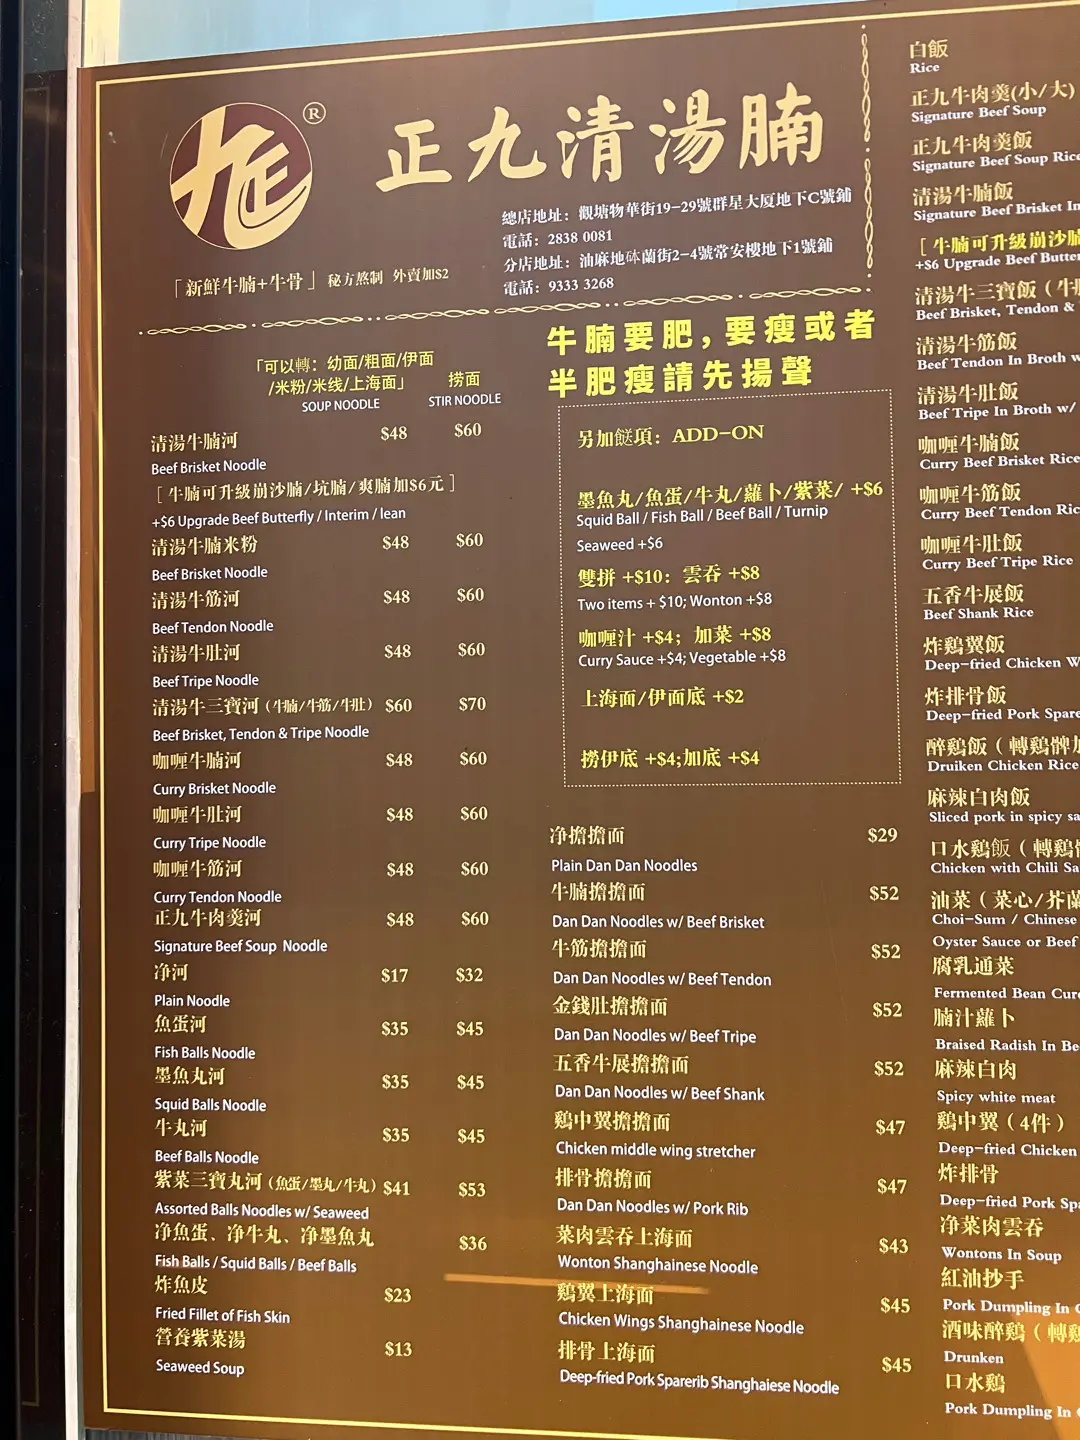 ®
正九清湯腩
總店地址：觀塘物華街19-29號群星大厦地下C號鋪
電話：2838 0081
分店地址：油麻地砵蘭街2-4號常安樓地下1號鋪
電話：9333 3268
「新鮮牛腩+牛骨」秘方熬制 外賣加$2
「可以轉：幼面/粗面/伊面
/米粉/米线/上海面」 捞面
SOUP NOODLE STIR NOODLE
清湯牛腩河 $48 $60
Beef Brisket Noodle
［牛腩可升級崩沙腩/坑腩/爽腩加$6元］
+$6 Upgrade Beef Butterfly / Interim / lean
清湯牛腩米粉 $48 $60
Beef Brisket Noodle
清湯牛筋河 $48 $60
Beef Tendon Noodle
清湯牛肚河 $48 $60
Beef Tripe Noodle
清湯牛三寶河（牛腩/牛筋/牛肚） $60 $70
Beef Brisket, Tendon & Tripe Noodle
咖喱牛腩河 $48 $60
Curry Brisket Noodle
咖喱牛肚河 $48 $60
Curry Tripe Noodle
咖喱牛筋河 $48 $60
Curry Tendon Noodle
正九牛肉羹河 $48 $60
Signature Beef Soup Noodle
净河 $17 $32
Plain Noodle
魚蛋河 $35 $45
Fish Balls Noodle
墨魚丸河 $35 $45
Squid Balls Noodle
牛丸河 $35 $45
Beef Balls Noodle
紫菜三寶丸河（魚蛋/墨丸/牛丸） $41 $53
Assorted Balls Noodles w/ Seaweed
净魚蛋、净牛丸、净墨魚丸 $36
Fish Balls / Squid Balls / Beef Balls
炸魚皮 $23
Fried Fillet of Fish Skin
營養紫菜湯 $13
Seaweed Soup
牛腩要肥，要瘦或者
半肥瘦請先揚聲
另加餸項：ADD-ON
墨魚丸/魚蛋/牛丸/蘿卜/紫菜/ +$6
Squid Ball / Fish Ball / Beef Ball / Turnip
Seaweed +$6
雙拼 +$10：雲吞 +$8
Two items + $10; Wonton +$8
咖喱汁 +$4；加菜 +$8
Curry Sauce +$4; Vegetable +$8
上海面/伊面底 +$2
撈伊底 +$4;加底 +$4
净擔擔面 $29
Plain Dan Dan Noodles
牛腩擔擔面 $52
Dan Dan Noodles w/ Beef Brisket
牛筋擔擔面 $52
Dan Dan Noodles w/ Beef Tendon
金錢肚擔擔面 $52
Dan Dan Noodles w/ Beef Tripe
五香牛展擔擔面 $52
Dan Dan Noodles w/ Beef Shank
鷄中翼擔擔面 $47
Chicken middle wing stretcher
排骨擔擔面 $47
Dan Dan Noodles w/ Pork Rib
菜肉雲吞上海面 $43
Wonton Shanghainese Noodle
鷄翼上海面 $45
Chicken Wings Shanghainese Noodle
排骨上海面 $45
Deep-fried Pork Sparerib Shanghaiese Noodle
白飯
Rice
正九牛肉羹(小/大)
Signature Beef Soup
正九牛肉羹飯
Signature Beef Soup Rice
清湯牛腩飯
Signature Beef Brisket In
［牛腩可升級崩沙腩
+$6 Upgrade Beef Butter
清湯牛三寶飯（牛腩
Beef Brisket, Tendon &
清湯牛筋飯
Beef Tendon In Broth w
清湯牛肚飯
Beef Tripe In Broth w/
咖喱牛腩飯
Curry Beef Brisket Rice
咖喱牛筋飯
Curry Beef Tendon Ric
咖喱牛肚飯
Curry Beef Tripe Rice
五香牛展飯
Beef Shank Rice
炸鷄翼飯
Deep-fried Chicken W
炸排骨飯
Deep-fried Pork Spare
醉鷄飯（轉鷄髀加
Druiken Chicken Rice
麻辣白肉飯
Sliced pork in spicy sa
口水鷄飯（轉鷄髀
Chicken with Chili Sa
油菜（菜心/芥蘭
Choi-Sum / Chinese
Oyster Sauce or Beef
腐乳通菜
Fermented Bean Curd
腩汁蘿卜
Braised Radish In Be
麻辣白肉
Spicy white meat
鷄中翼（4件）
Deep-fried Chicken
炸排骨
Deep-fried Pork Spa
净菜肉雲吞
Wontons In Soup
紅油抄手
Pork Dumpling In C
酒味醉鷄（轉鷄
Drunken
口水鷄
Pork Dumpling In C